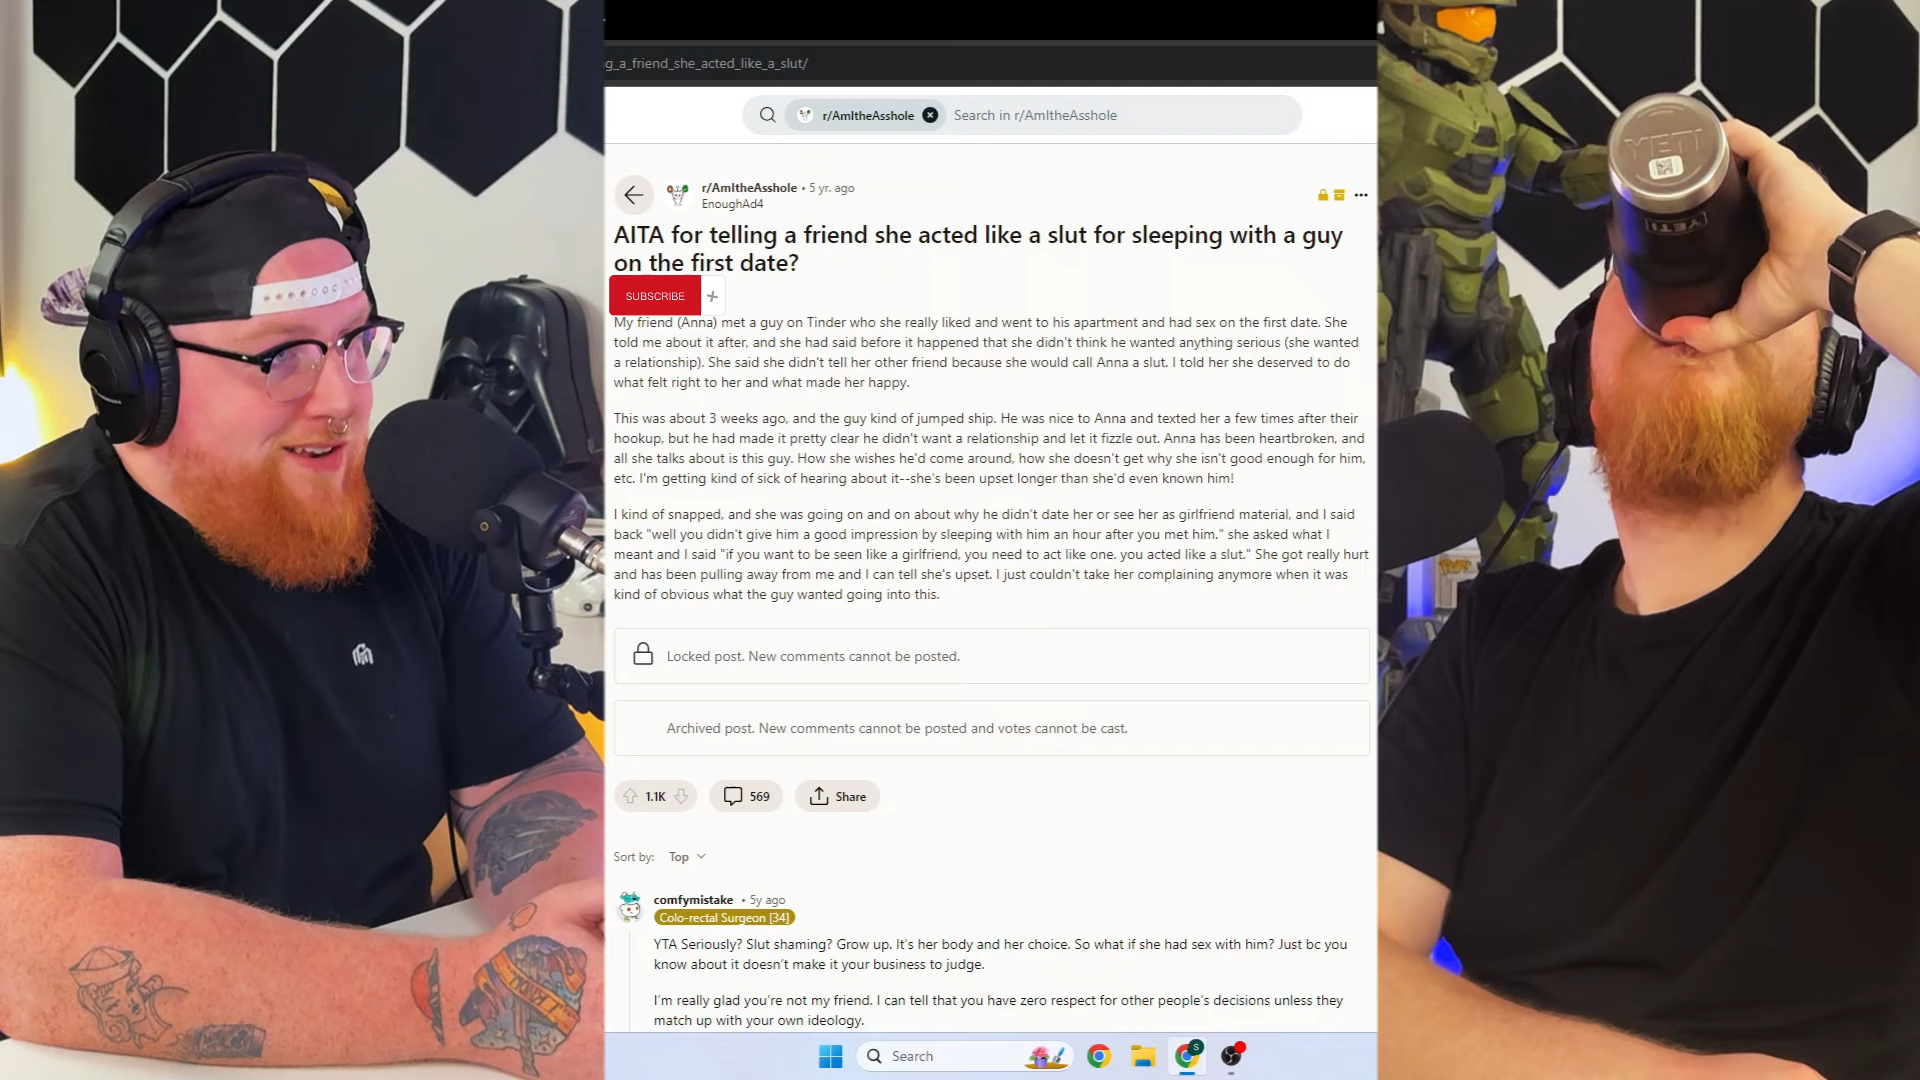 g_a_friend_she_acted_like_a_slut/
r/AmItheAsshole
Search in r/AmItheAsshole
r/AmItheAsshole • 5 yr. ago
EnoughAd4
AITA for telling a friend she acted like a slut for sleeping with a guy
on the first date?
SUBSCRIBE +
My friend (Anna) met a guy on Tinder who she really liked and went to his apartment and had sex on the first date. She
told me about it after, and she had said before it happened that she didn't think he wanted anything serious (she wanted
a relationship). She said she didn't tell her other friend because she would call Anna a slut. I told her she deserved to do
what felt right to her and what made her happy.
This was about 3 weeks ago, and the guy kind of jumped ship. He was nice to Anna and texted her a few times after their
hookup, but he had made it pretty clear he didn't want a relationship and let it fizzle out. Anna has been heartbroken, and
all she talks about is this guy. How she wishes he'd come around, how she doesn't get why she isn't good enough for him,
etc. I'm getting kind of sick of hearing about it--she's been upset longer than she'd even known him!
I kind of snapped, and she was going on and on about why he didn't date her or see her as girlfriend material, and I said
back "well you didn't give him a good impression by sleeping with him an hour after you met him." she asked what I
meant and I said "if you want to be seen like a girlfriend, you need to act like one. you acted like a slut." She got really hurt
and has been pulling away from me and I can tell she's upset. I just couldn't take her complaining anymore when it was
kind of obvious what the guy wanted going into this.
Locked post. New comments cannot be posted.
Archived post. New comments cannot be posted and votes cannot be cast.
1.1K
569
Share
Sort by: Top
comfymistake • 5y ago
Colo-rectal Surgeon [34]
YTA Seriously? Slut shaming? Grow up. It's her body and her choice. So what if she had sex with him? Just bc you
know about it doesn't make it your business to judge.
I'm really glad you're not my friend. I can tell that you have zero respect for other people's decisions unless they
match up with your own ideology.
Search
S
YETI
YETI